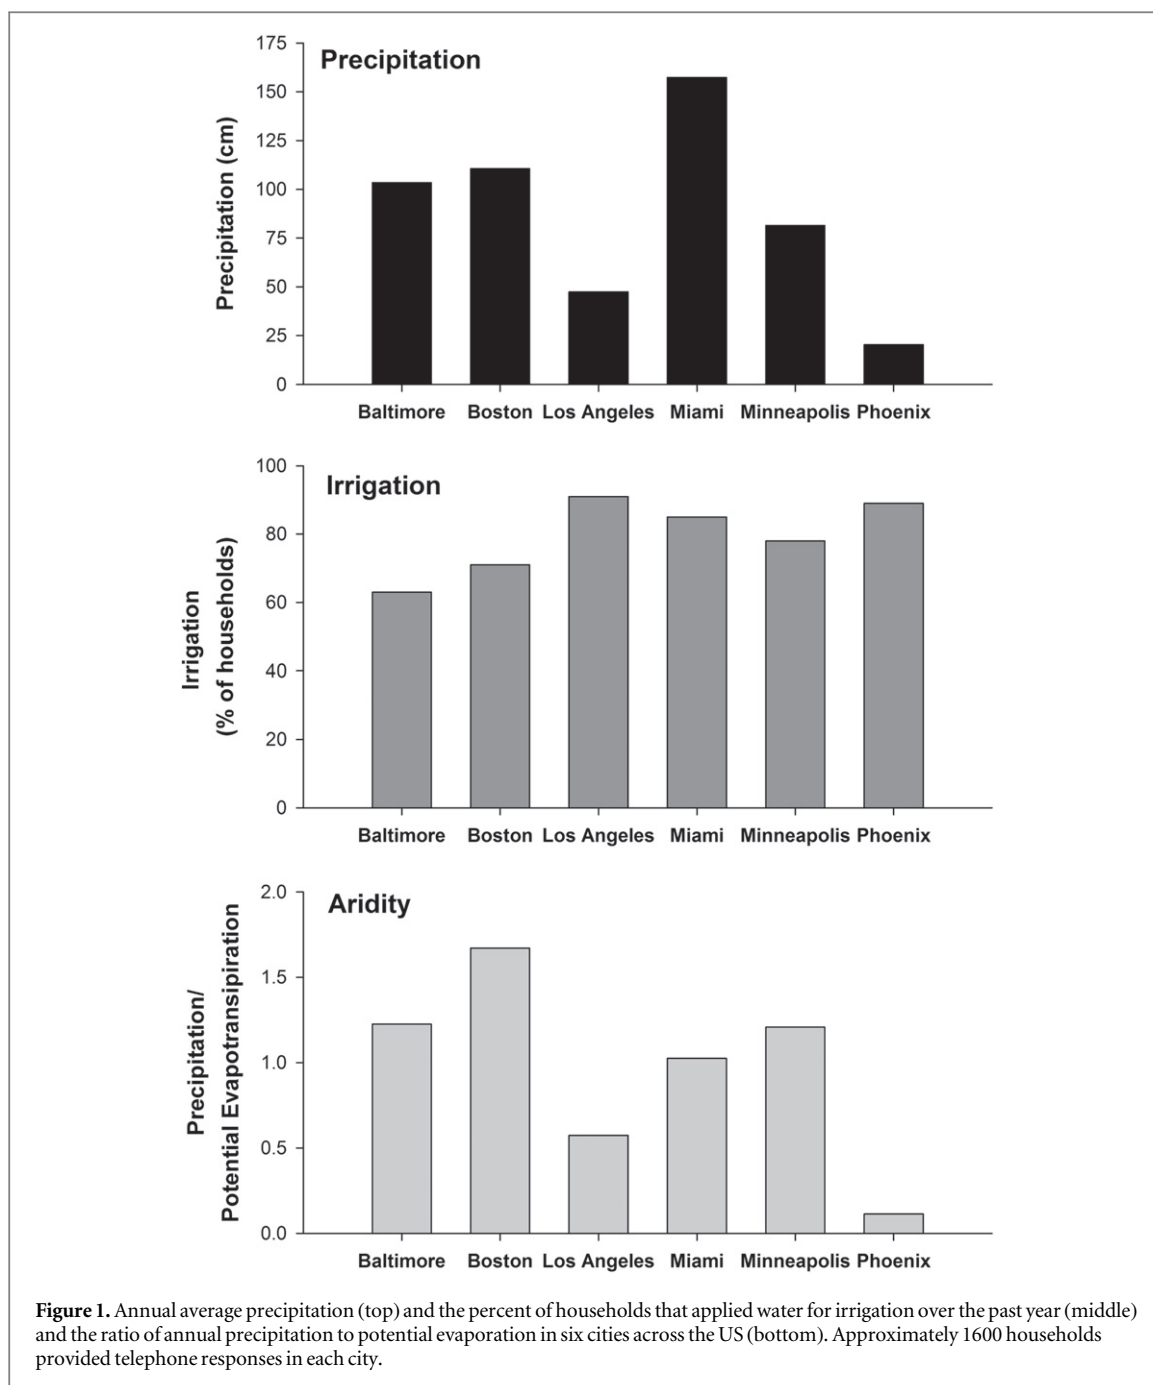 Precipitation
Precipitation (cm)
175
150
125
100
75
50
25
0
Baltimore Boston Los Angeles Miami Minneapolis Phoenix
Irrigation
Irrigation
(% of households)
100
80
60
40
20
0
Baltimore Boston Los Angeles Miami Minneapolis Phoenix
Aridity
Precipitation/
Potential Evapotransipiration
2.0
1.5
1.0
0.5
0.0
Baltimore Boston Los Angeles Miami Minneapolis Phoenix
Figure 1. Annual average precipitation (top) and the percent of households that applied water for irrigation over the past year (middle)
and the ratio of annual precipitation to potential evaporation in six cities across the US (bottom). Approximately 1600 households
provided telephone responses in each city.